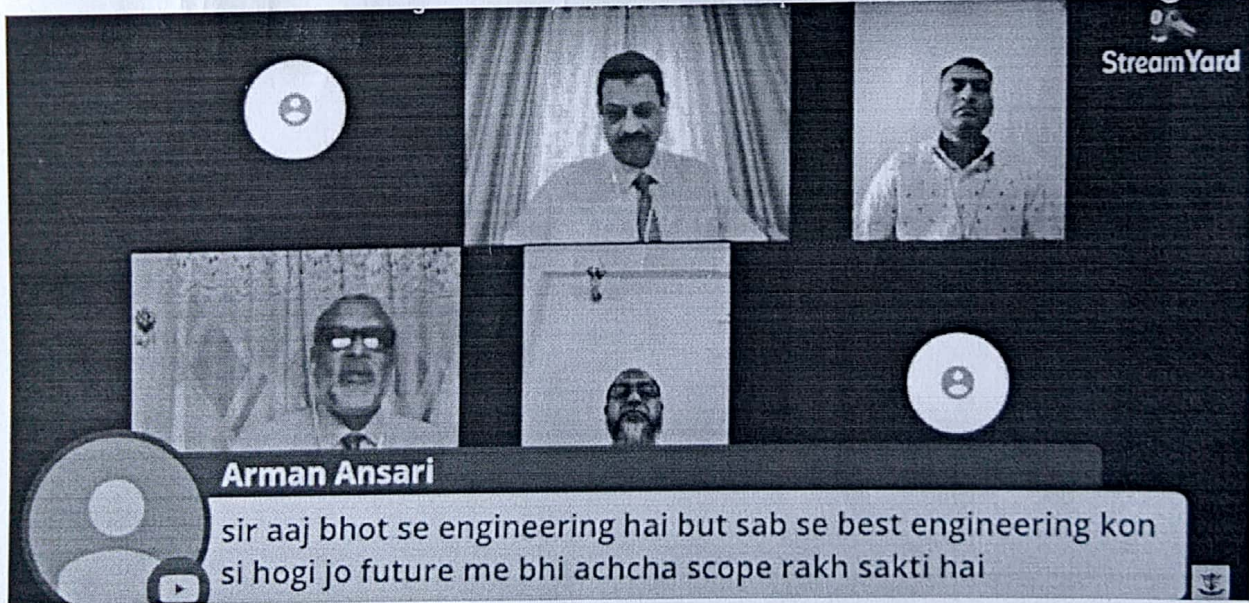 StreamYard
Arman Ansari
sir aaj bhot se engineering hai but sab se best engineering kon
si hogi jo future me bhi achcha scope rakh sakti hai